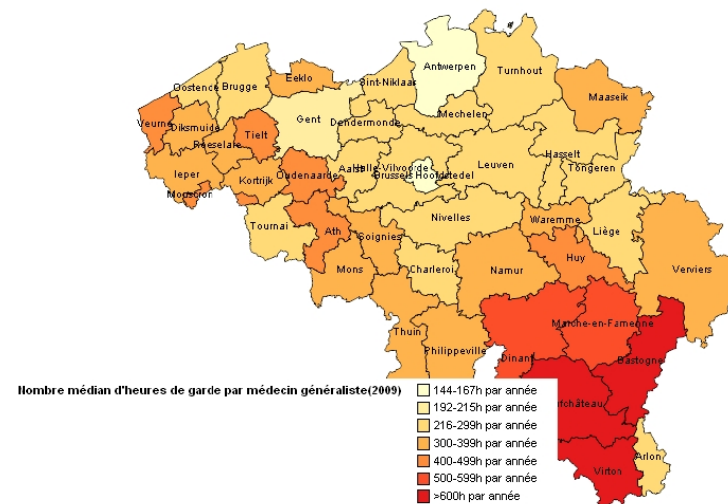 Antwerpen
Turnhout
Eeklo
Sint-Niklaas
Brugge
Oostende
Maaseik
Mechelen
Gent
Veurne
Diksmuide
Tielt
Dendermonde
Roeselare
Hasselt
Leuven
Aalst
Halle-Vilvoorde
Tongeren
Ieper
Kortrijk
Oudenaarde
Mouscron
Nivelles
Waremme
Tournai
Ath
Soignies
Liège
Huy
Verviers
Charleroi
Namur
Mons
Marche-en-Famenne
Thuin
Philippeville
Dinant
Bastogne
Nombre médian d'heures de garde par médecin généraliste(2009)
144-167h par année
192-215h par année
216-299h par année
300-399h par année
400-499h par année
500-599h par année
>600h par année
Arlon
Virton